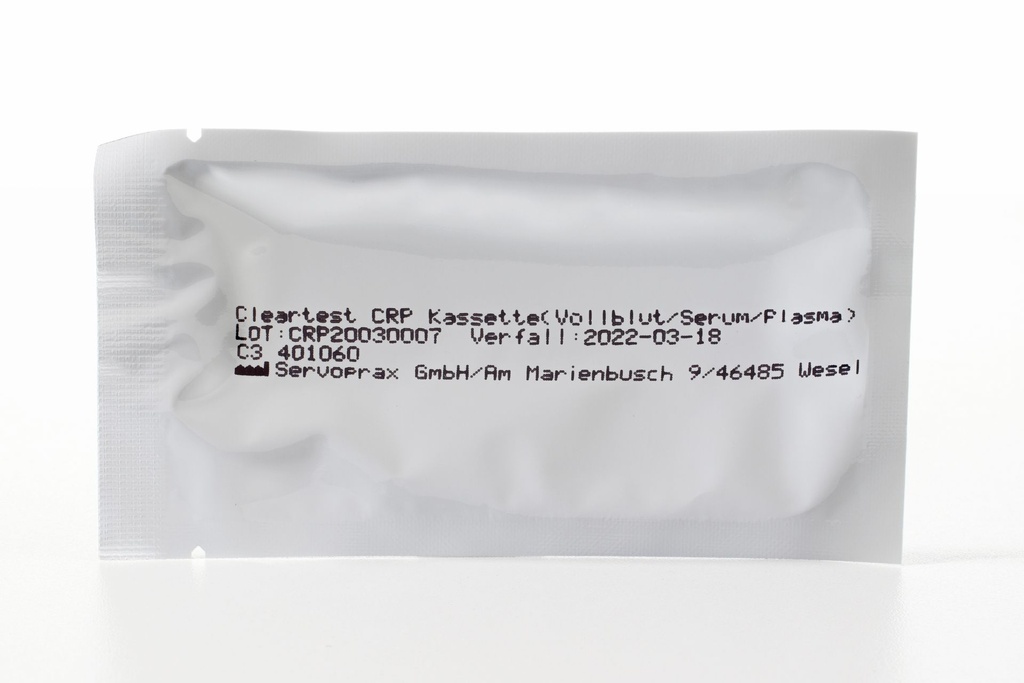 Cleartest CRP Kassette(Vollblut/Serum/Plasma)
LOT:CRP20030007 Verfall:2022-03-18
C3 401060
Servoprax GmbH/Am Marienbusch 9/46485 Wesel